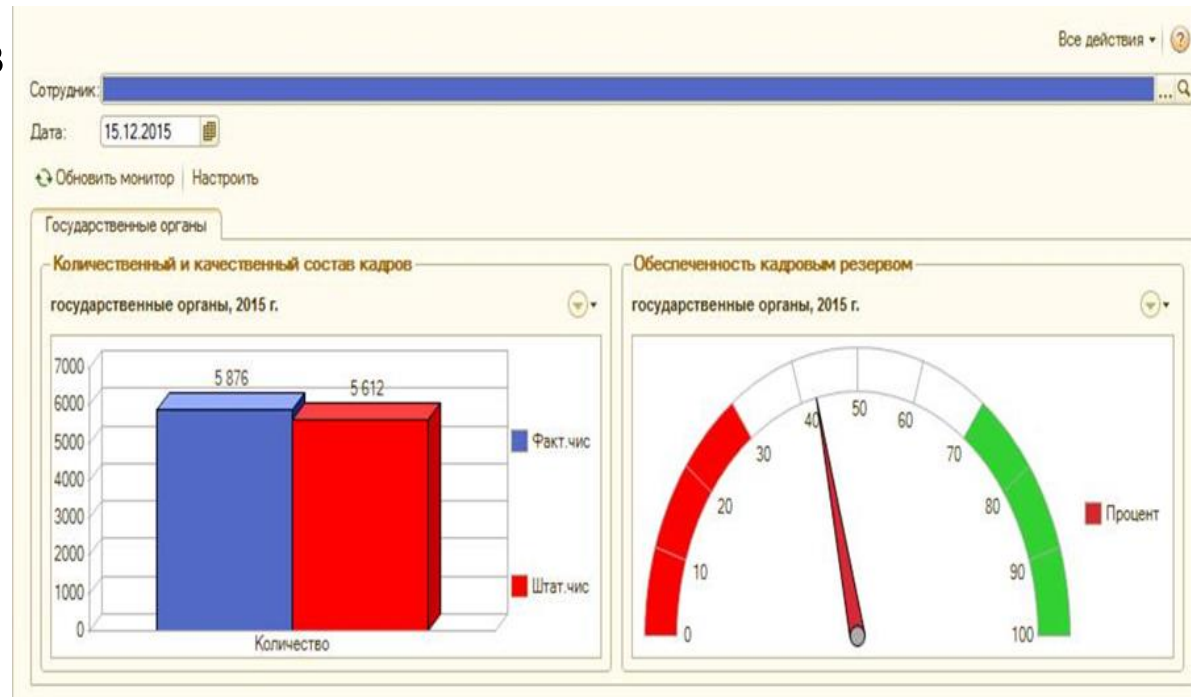 Все действия
?
В
Сотрудник:
...
Дата: 15.12.2015
Обновить монитор | Настроить
Государственные органы
Количественный и качественный состав кадров
государственные органы, 2015 г.
7000
6000
5000
4000
3000
2000
1000
0
5 876
5 612
Количество
Факт.чис
Штат.чис
Обеспеченность кадровым резервом
государственные органы, 2015 г.
0
10
20
30
40
50
60
70
80
90
100
Процент